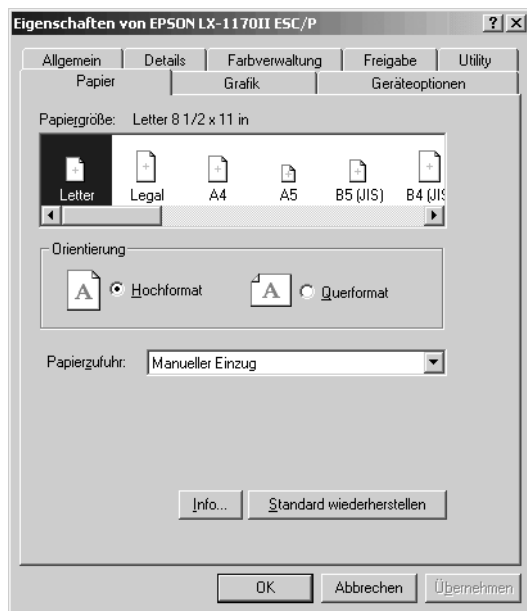 Eigenschaften von EPSON LX-1170II ESC/P
Allgemein Details Farbverwaltung Freigabe Utility
Papier Grafik Geräteoptionen
Papiergröße: Letter 8 1/2 x 11 in
Letter Legal A4 A5 B5 (JIS) B4 (JIS
Orientierung
A Hochformat A Querformat
Papierzufuhr: Manueller Einzug
Info... Standard wiederherstellen
OK Abbrechen Übernehmen